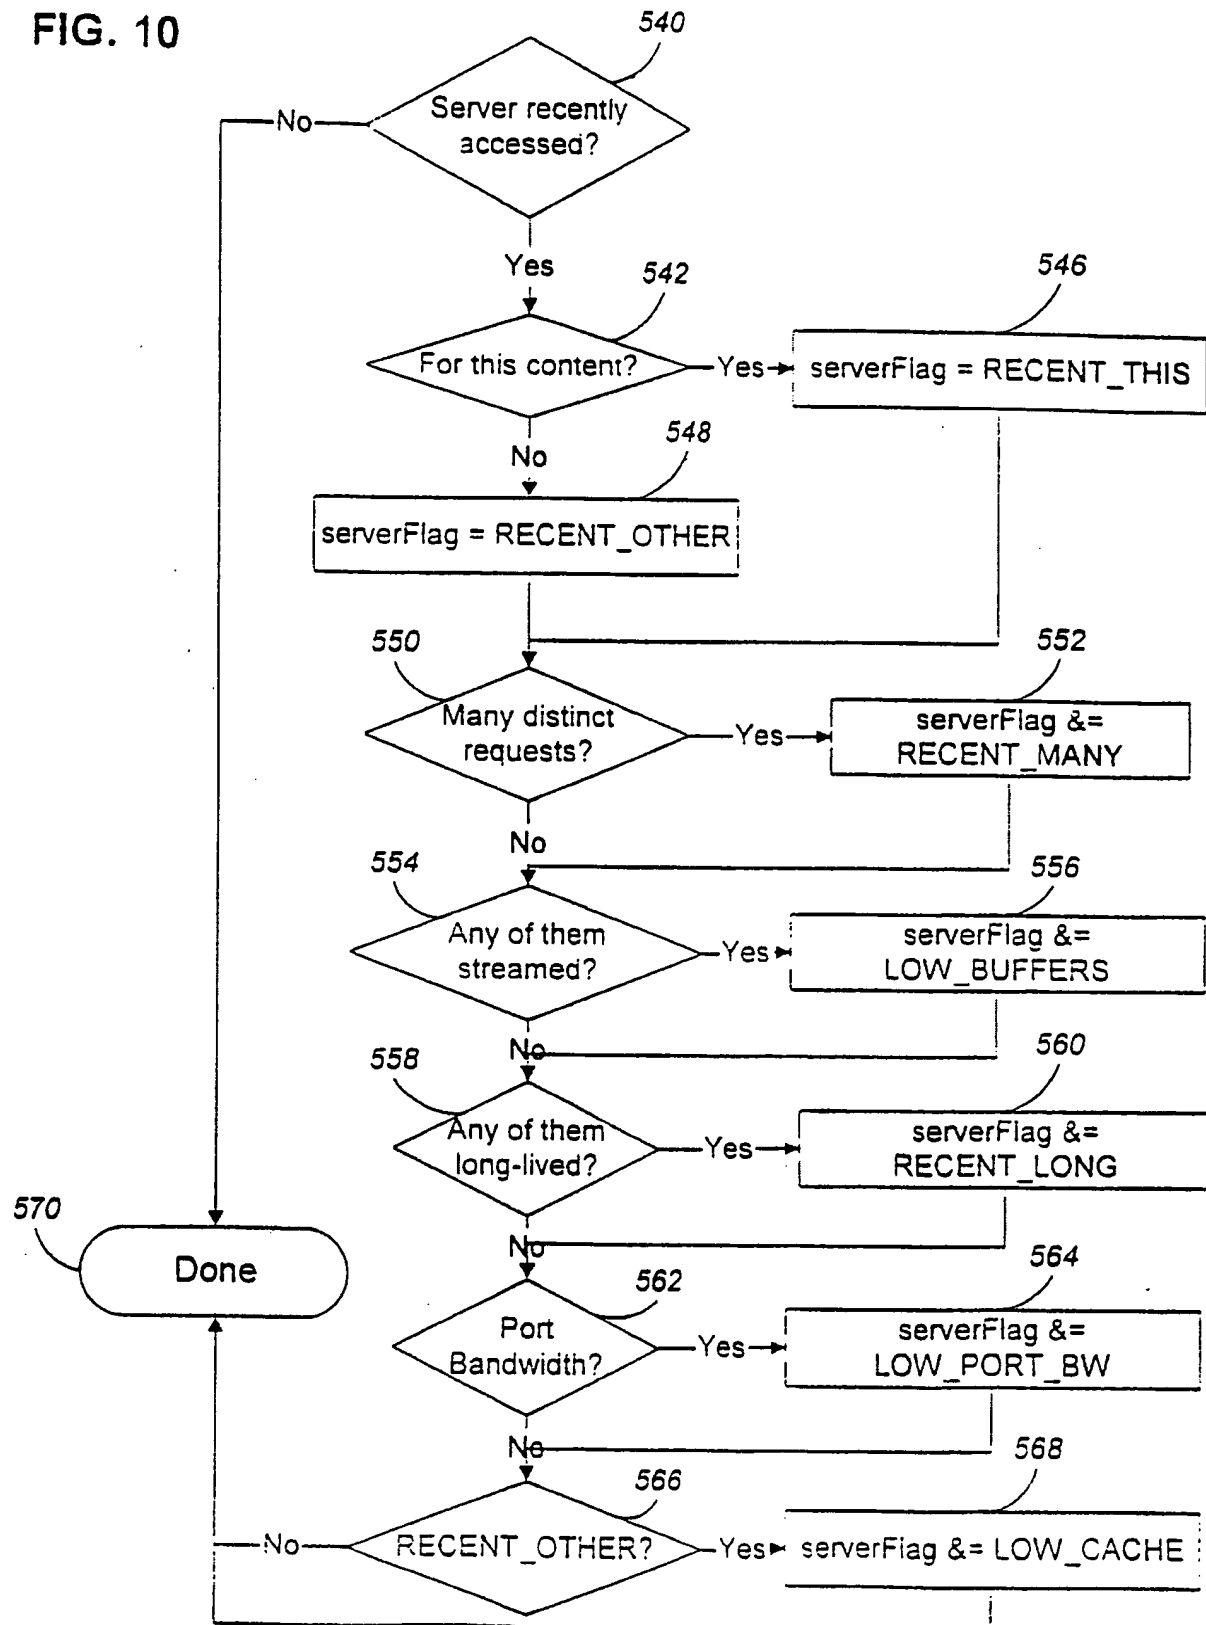 FIG. 10
540
Server recently
accessed?
No
Yes
542
546
For this content?
Yes
serverFlag = RECENT_THIS
No
548
serverFlag = RECENT_OTHER
550
552
Many distinct
requests?
Yes
serverFlag &=
RECENT_MANY
No
554
556
Any of them
streamed?
Yes
serverFlag &=
LOW_BUFFERS
No
558
560
Any of them
long-lived?
Yes
serverFlag &=
RECENT_LONG
No
570
Done
562
564
Port
Bandwidth?
Yes
serverFlag &=
LOW_PORT_BW
No
566
568
RECENT_OTHER?
No
Yes
serverFlag &= LOW_CACHE